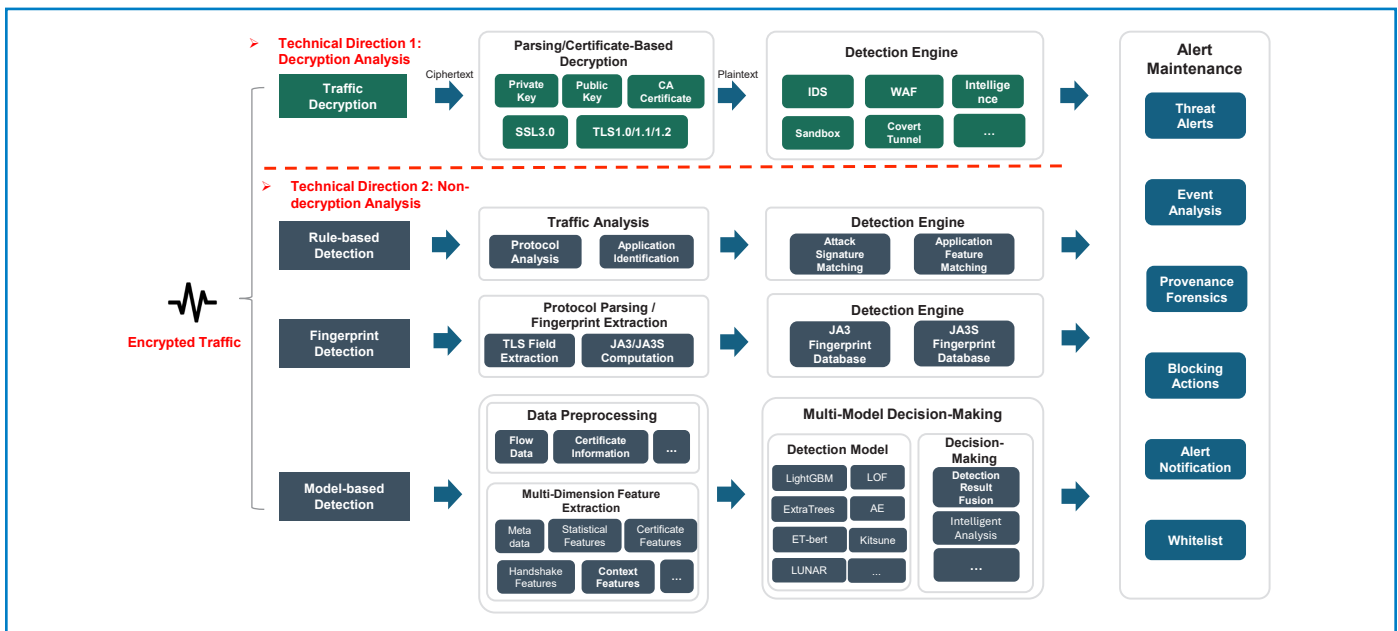 ➢ Technical Direction 1:
Decryption Analysis
Traffic
Decryption
Ciphertext
Parsing/Certificate-Based
Decryption
Private
Key
Public
Key
CA
Certificate
SSL3.0
TLS1.0/1.1/1.2
Plaintext
Detection Engine
IDS
WAF
Intellige
nce
Sandbox
Covert
Tunnel
...
➢ Technical Direction 2: Non-
decryption Analysis
Encrypted Traffic
Rule-based
Detection
Traffic Analysis
Protocol
Analysis
Application
Identification
Detection Engine
Attack
Signature
Matching
Application
Feature
Matching
Fingerprint
Detection
Protocol Parsing /
Fingerprint Extraction
TLS Field
Extraction
JA3/JA3S
Computation
Detection Engine
JA3
Fingerprint
Database
JA3S
Fingerprint
Database
Model-based
Detection
Data Preprocessing
Flow
Data
Certificate
Information
...
Multi-Dimension Feature
Extraction
Meta
data
Statistical
Features
Certificate
Features
Handshake
Features
Context
Features
...
Multi-Model Decision-Making
Detection Model
LightGBM
LOF
ExtraTrees
AE
ET-bert
Kitsune
LUNAR
...
Decision-
Making
Detection
Result
Fusion
Intelligent
Analysis
...
Alert
Maintenance
Threat
Alerts
Event
Analysis
Provenance
Forensics
Blocking
Actions
Alert
Notification
Whitelist